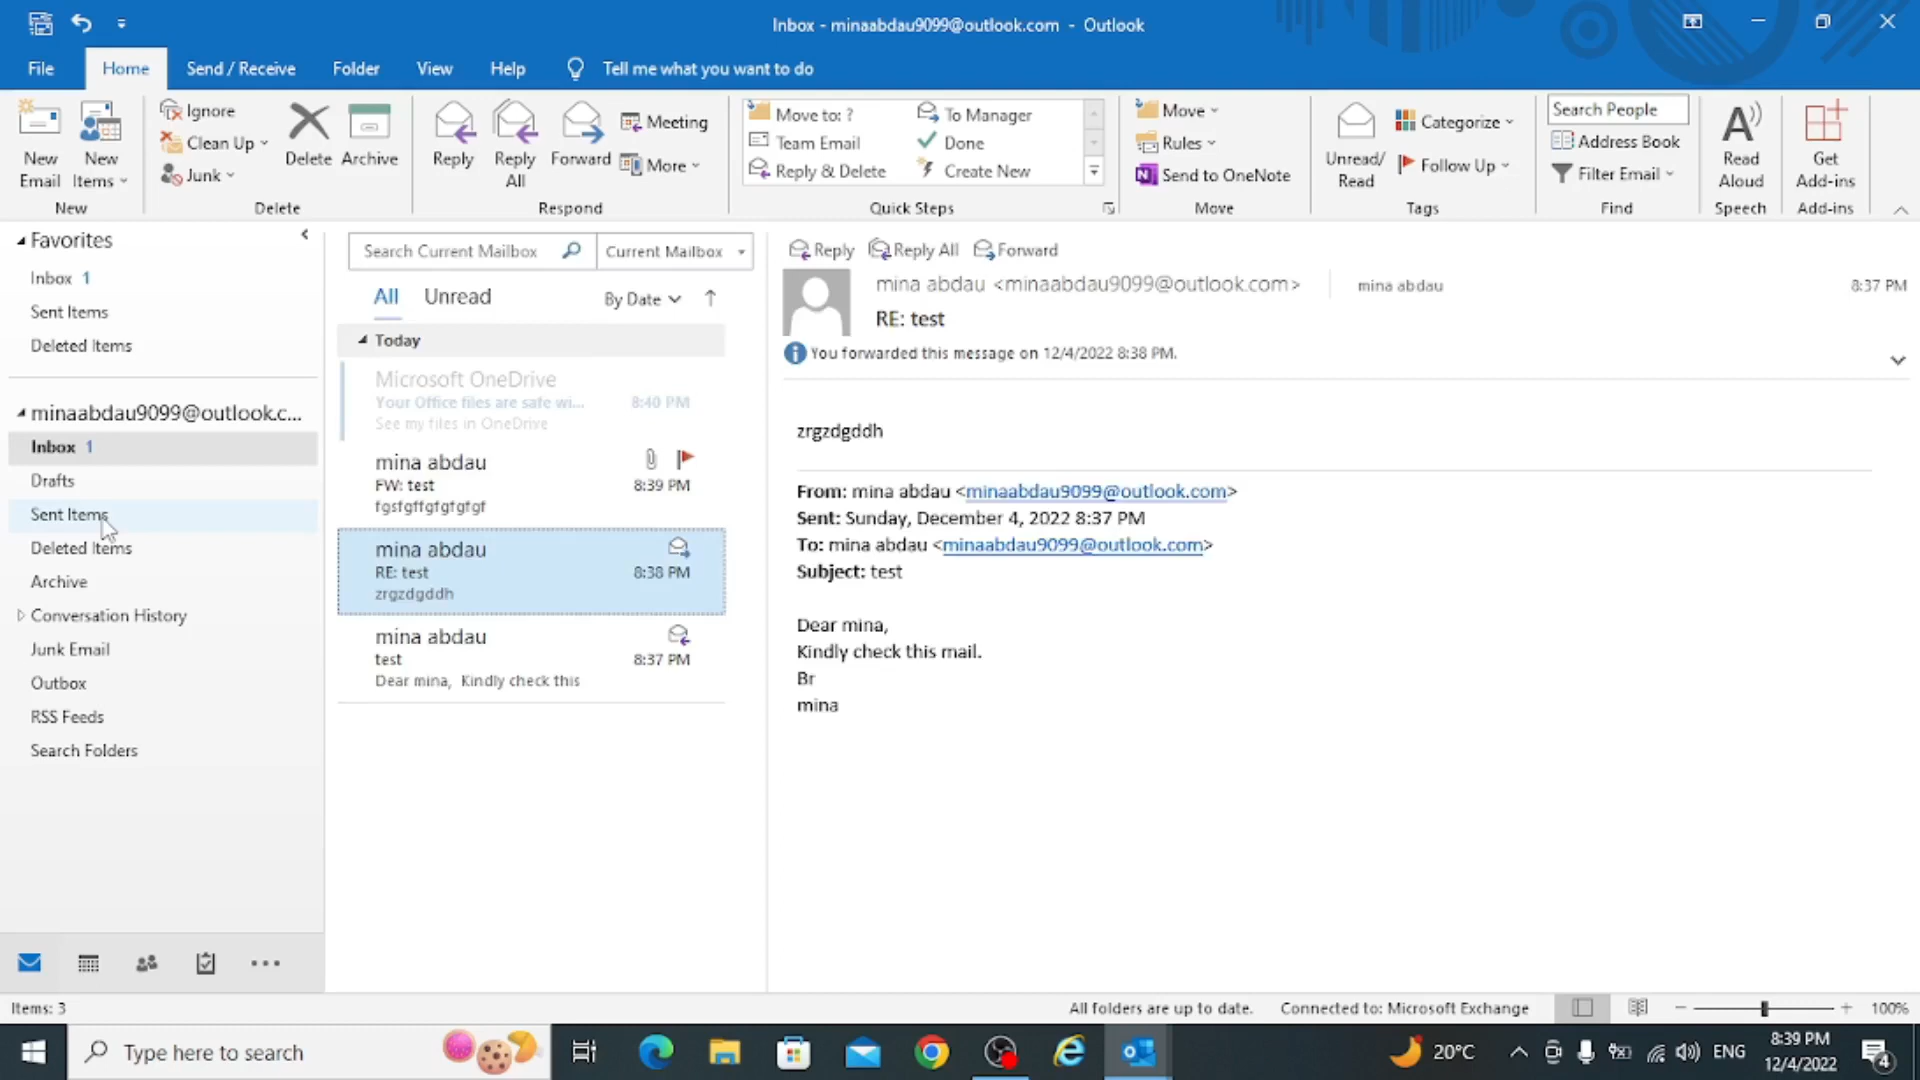 Inbox - minaabdau9099@outlook.com - Outlook
File Home Send / Receive Folder View Help Tell me what you want to do
New Email
New Items
New
Ignore
Clean Up
Junk
Delete
Archive
Delete
Reply
Reply All
Forward
Meeting
More
Respond
Move to: ?
Team Email
Reply & Delete
To Manager
Done
Create New
Quick Steps
Move
Rules
Send to OneNote
Move
Unread/ Read
Categorize
Follow Up
Tags
Search People
Address Book
Filter Email
Find
Read Aloud
Speech
Get Add-ins
Add-ins
Favorites
Inbox 1
Sent Items
Deleted Items
minaabdau9099@outlook.c...
Inbox 1
Drafts
Sent Items
Deleted Items
Archive
Conversation History
Junk Email
Outbox
RSS Feeds
Search Folders
Search Current Mailbox
Current Mailbox
All Unread By Date
Today
Microsoft OneDrive
Your Office files are safe wi... 8:40 PM
See my files in OneDrive
mina abdau
FW: test 8:39 PM
fgsfgffgfgfgfgf
mina abdau
RE: test 8:38 PM
zrgzdgddh
mina abdau
test 8:37 PM
Dear mina, Kindly check this
Reply Reply All Forward
mina abdau <minaabdau9099@outlook.com> mina abdau 8:37 PM
RE: test
You forwarded this message on 12/4/2022 8:38 PM.
zrgzdgddh
From: mina abdau <minaabdau9099@outlook.com>
Sent: Sunday, December 4, 2022 8:37 PM
To: mina abdau <minaabdau9099@outlook.com>
Subject: test
Dear mina,
Kindly check this mail.
Br
mina
Items: 3
All folders are up to date. Connected to: Microsoft Exchange 100%
Type here to search
20°C
ENG
8:39 PM
12/4/2022
4